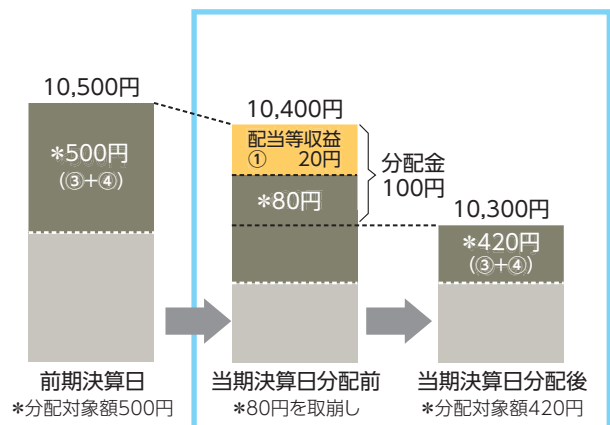 10,500円
*500円
(③+④)
前期決算日
*分配対象額500円
10,400円
配当等収益
① 20円
*80円
分配金
100円
当期決算日分配前
*80円を取崩し
10,300円
*420円
(③+④)
当期決算日分配後
*分配対象額420円